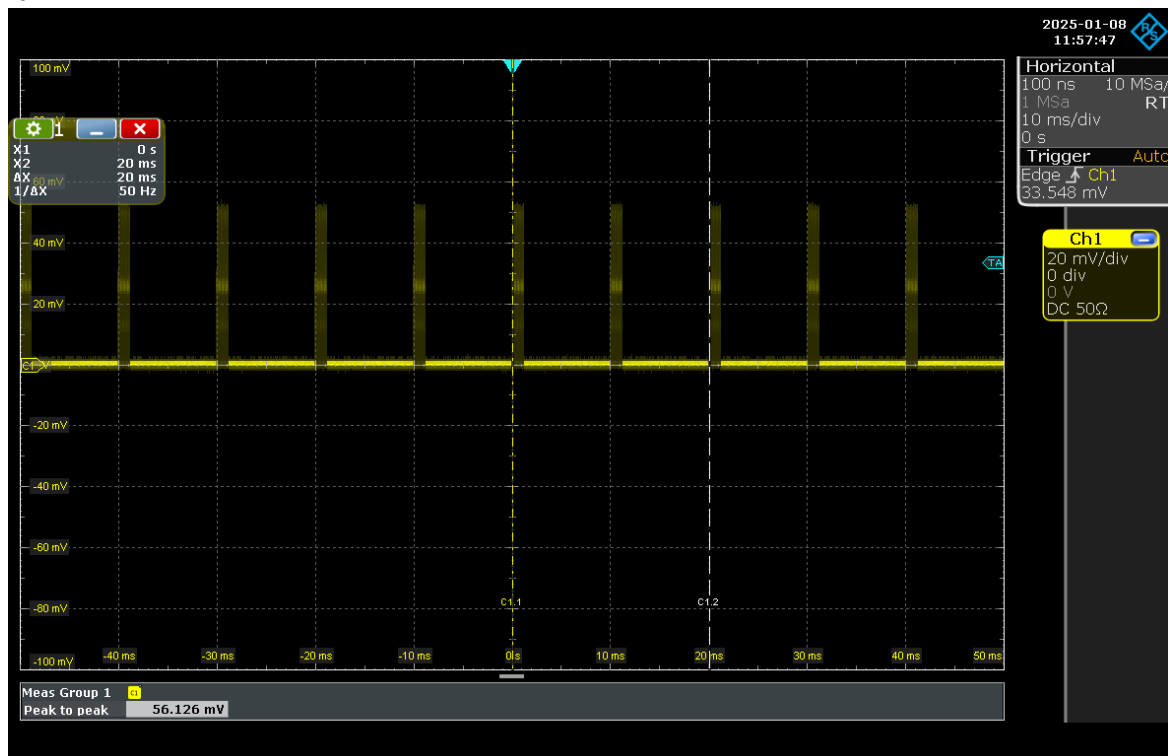 2025-01-08
11:57:47
Horizontal
100 ns 10 MSa/
1 MSa RT
10 ms/div
0 s
Trigger Auto
Edge Ch1
33.548 mV
Ch1
20 mV/div
0 div
0 V
DC 50Ω
100 mV
1
X1 0 s
X2 20 ms
ΔX 20 ms
1/ΔX 50 Hz
60 mV
40 mV
TA
20 mV
C1
-20 mV
-40 mV
-60 mV
-80 mV
C1.1 C1.2
-100 mV -40 ms -30 ms -20 ms -10 ms 0 s 10 ms 20 ms 30 ms 40 ms 50 ms
Meas Group 1 C1
Peak to peak 56.126 mV